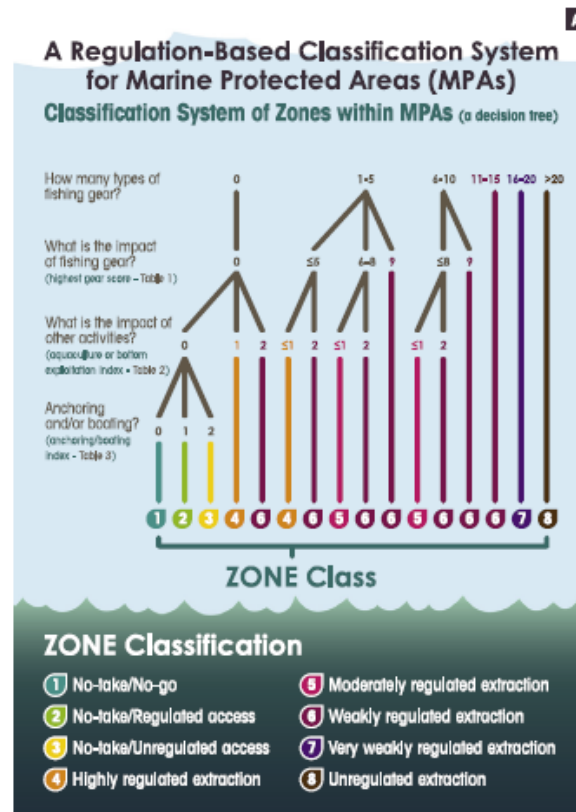 A
A Regulation-Based Classification System
for Marine Protected Areas (MPAs)
Classification System of Zones within MPAs (a decision tree)
How many types of
fishing gear?
0 1-5 6-10 11-15 16-20 >20
What is the impact
of fishing gear?
(highest gear score - Table 1)
0 ≤5 6-8 9 ≤8 9
What is the impact of
other activities?
(aquaculture or bottom
exploitation index - Table 2)
0 1 2 ≤1 2 ≤1 2 ≤1 2
Anchoring
and/or boating?
(anchoring/boating
index - Table 3)
0 1 2
1 2 3 4 6 4 6 5 6 6 5 6 6 6 7 8
ZONE Class
ZONE Classification
1 No-take/No-go
2 No-take/Regulated access
3 No-take/Unregulated access
4 Highly regulated extraction
5 Moderately regulated extraction
6 Weakly regulated extraction
7 Very weakly regulated extraction
8 Unregulated extraction